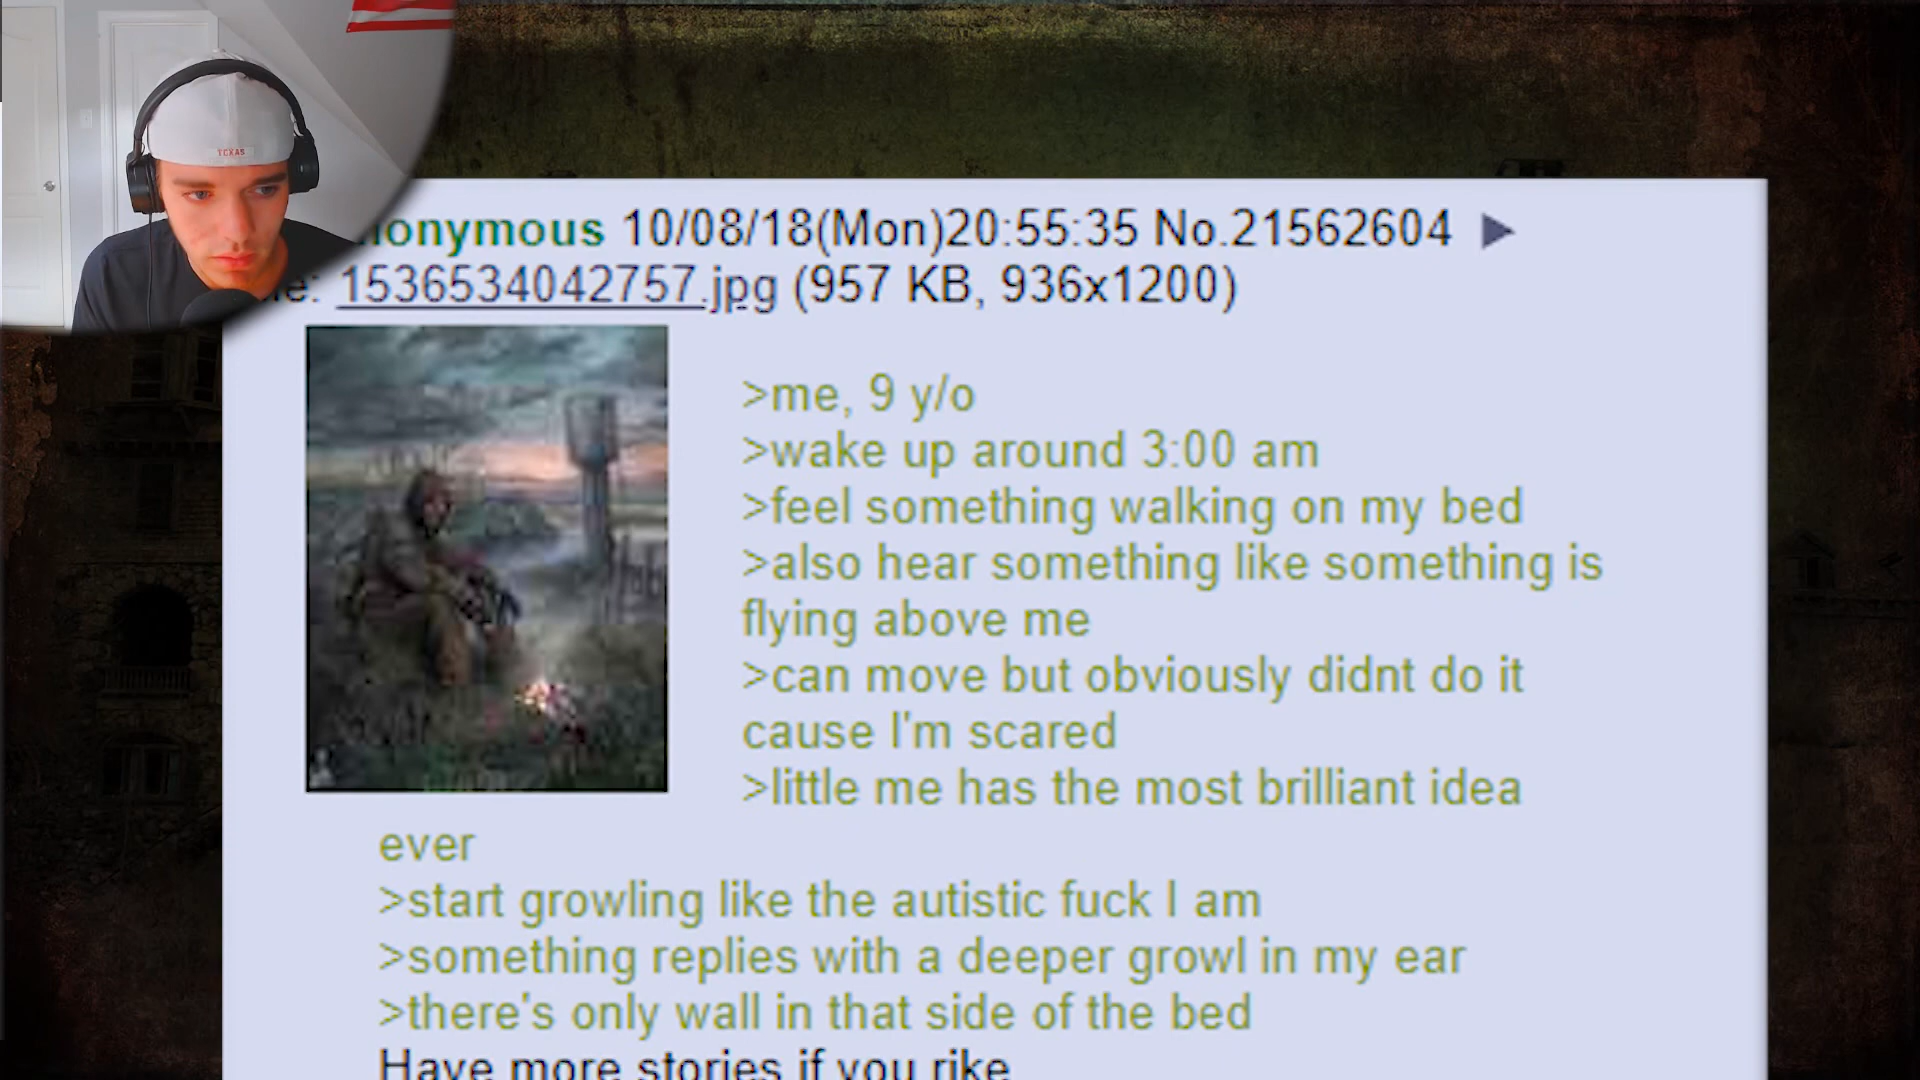 TEXAS
onymous 10/08/18(Mon)20:55:35 No.21562604 ▶
e: 1536534042757.jpg (957 KB, 936x1200)
>me, 9 y/o
>wake up around 3:00 am
>feel something walking on my bed
>also hear something like something is
flying above me
>can move but obviously didnt do it
cause I'm scared
>little me has the most brilliant idea
ever
>start growling like the autistic fuck I am
>something replies with a deeper growl in my ear
>there's only wall in that side of the bed
Have more stories if you rike